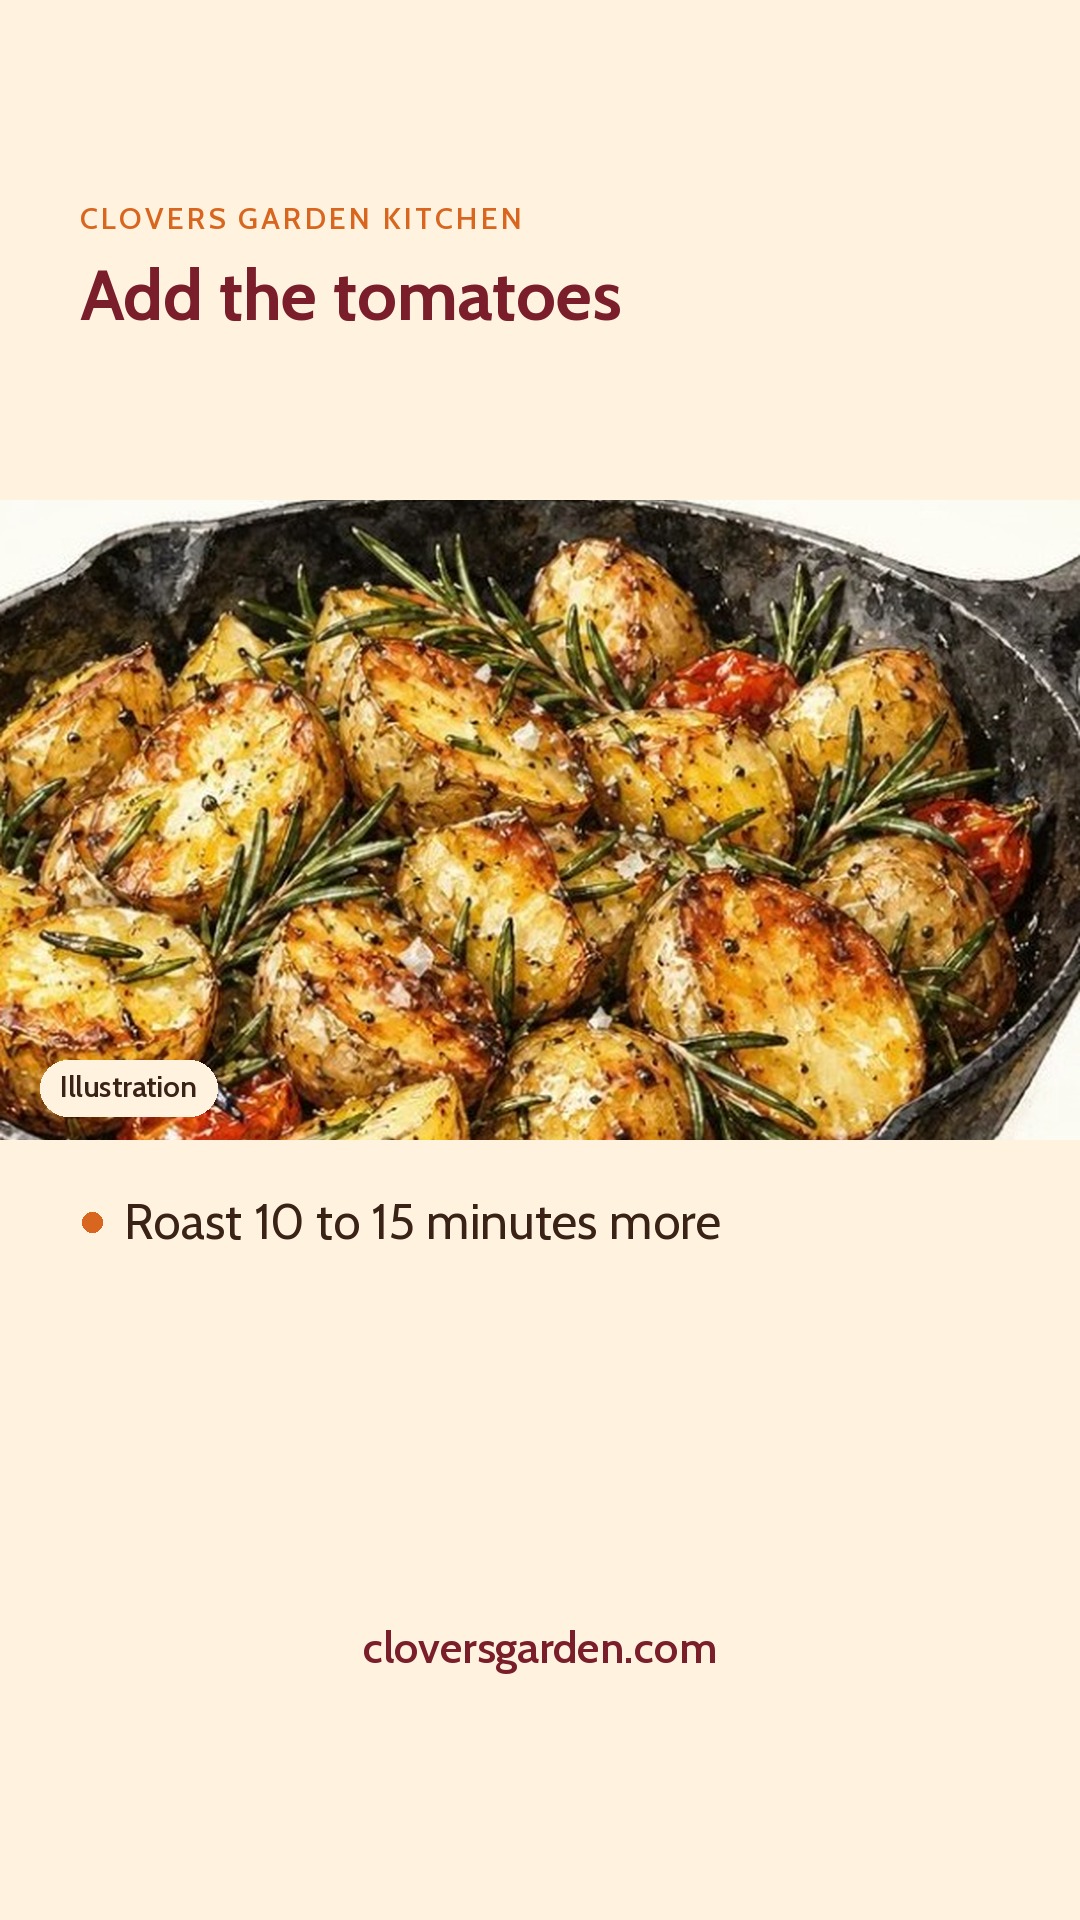 CLOVERS GARDEN KITCHEN
Add the tomatoes
Illustration
Roast 10 to 15 minutes more
cloversgarden.com